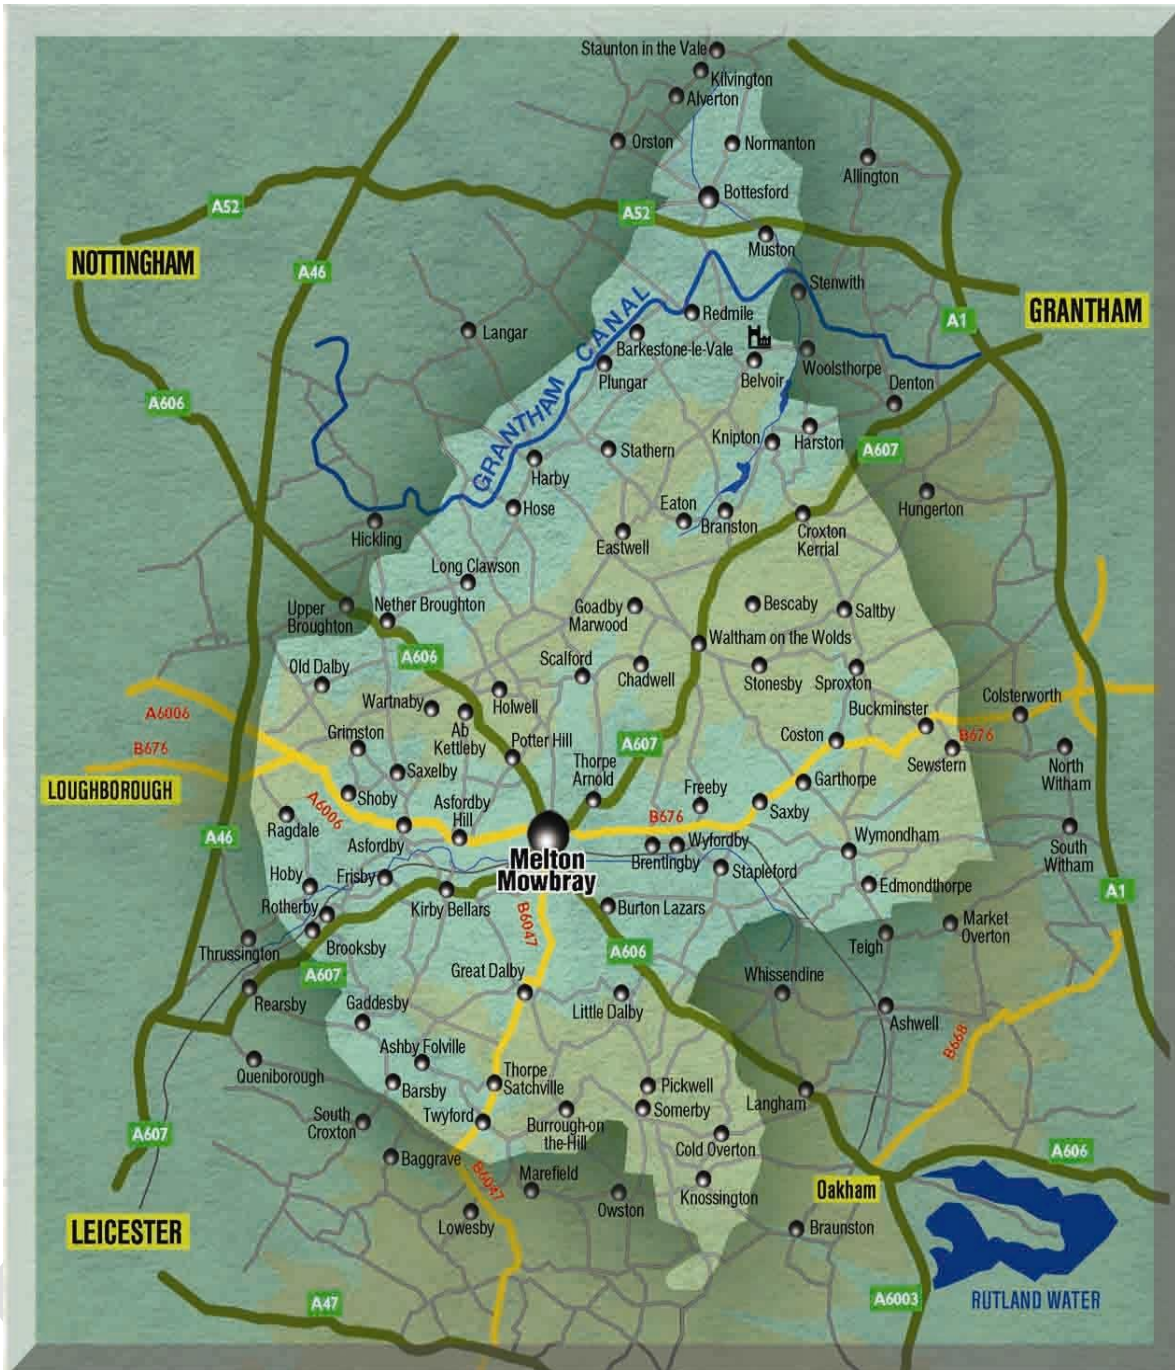 Staunton in the Vale
Kilvington
Alverton
Orston
Normanton
Allington
Bottesford
A52
A52
NOTTINGHAM
Muston
A46
Stenwith
GRANTHAM
Redmile
A1
Langar
Barkestone-le-Vale
Woolsthorpe
Plungar
Belvoir
Denton
A606
GRANTHAM CANAL
Knipton
Harston
Stathern
A607
Harby
Hungerton
Eaton
Hose
Branston
Croxton
Kerrial
Hickling
Eastwell
Long Clawson
Upper
Broughton
Nether Broughton
Goadby
Marwood
Bescaby
Saltby
Waltham on the Wolds
A606
Scalford
Old Dalby
Chadwell
Stonesby
Sproxton
Colsterworth
Wartnaby
Holwell
Buckminster
A6006
Ab
Kettleby
Grimston
Coston
B676
B676
Potter Hill
A607
Sewstern
North
Witham
Saxelby
Thorpe
Arnold
LOUGHBOROUGH
Shoby
Garthorpe
Freeby
A6006
Asfordby
Hill
B676
Saxby
Ragdale
A46
Asfordby
Wyfordby
Wymondham
Brentingby
South
Witham
Melton
Mowbray
Hoby
Frisby
Stapleford
Edmondthorpe
A1
Kirby Bellars
Rotherby
Burton Lazars
B6047
Market
Overton
Thrussington
Brooksby
Teigh
A606
A607
Great Dalby
Whissendine
Rearsby
Gaddesby
Little Dalby
Ashwell
Ashby Folville
B668
Queniborough
Thorpe
Satchville
Barsby
Pickwell
Langham
South
Croxton
Twyford
Burrough-on
the-Hill
Somerby
A607
Cold Overton
A606
Baggrave
B6047
Marefield
Knossington
Oakham
Owston
LEICESTER
Lowesby
Braunston
A47
A6003
RUTLAND WATER